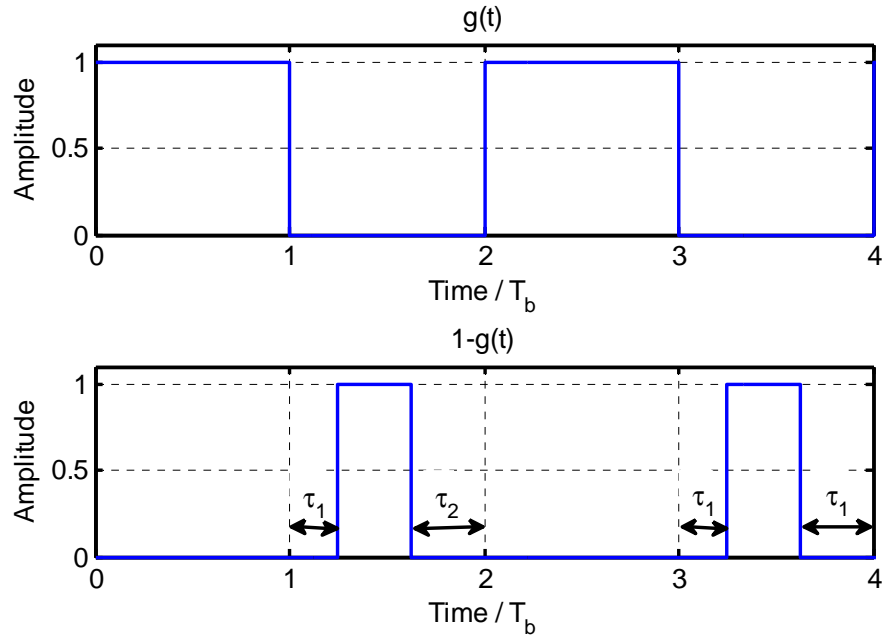 g(t)
Amplitude
1
0.5
0
0 1 2 3 4
Time / T_b
1-g(t)
Amplitude
1
0.5
0
τ_1 τ_2 τ_1 τ_1
0 1 2 3 4
Time / T_b